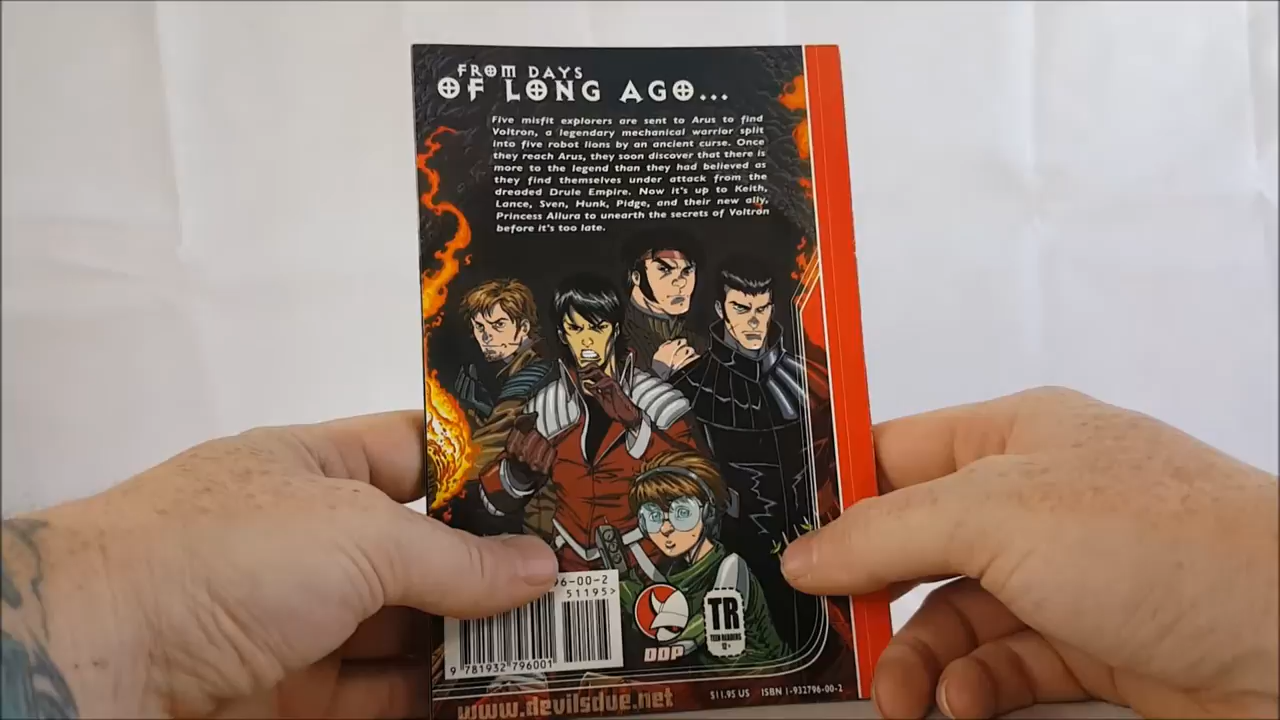 FROM DAYS
OF LONG AGO...
Five misfit explorers are sent to Arus to find
Voltron, a legendary mechanical warrior split
into five robot lions by an ancient curse. Once
they reach Arus, they soon discover that there is
more to the legend than they had believed as
they find themselves under attack from the
dreaded Drule Empire. Now it's up to Keith,
Lance, Sven, Hunk, Pidge, and their new ally,
Princess Allura to unearth the secrets of Voltron
before it's too late.
96-00-2
51195>
9 781932 796001
DDP
TR
TEEN READERS
12+
www.devilsdue.net
$11.95 US ISBN 1-932796-00-2